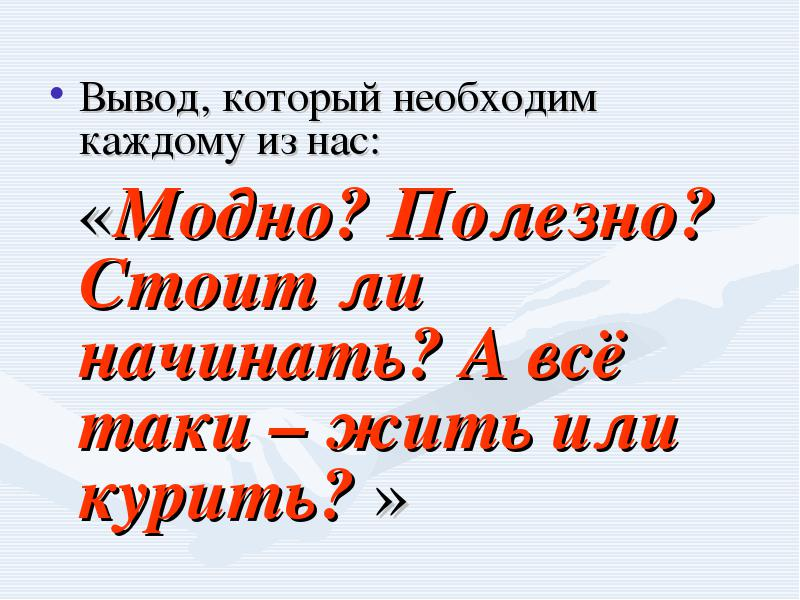 • Вывод, который необходим
каждому из нас:
«Модно? Полезно?
Стоит ли
начинать? А всё
таки – жить или
курить? »